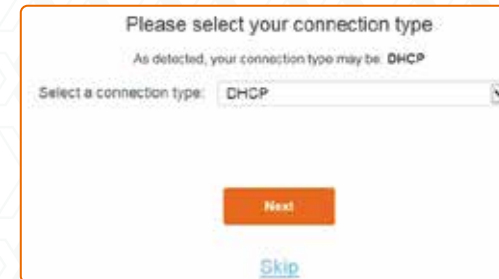 Please select your connection type
As detected, your connection type may be: DHCP
Select a connection type: DHCP
Next
Skip